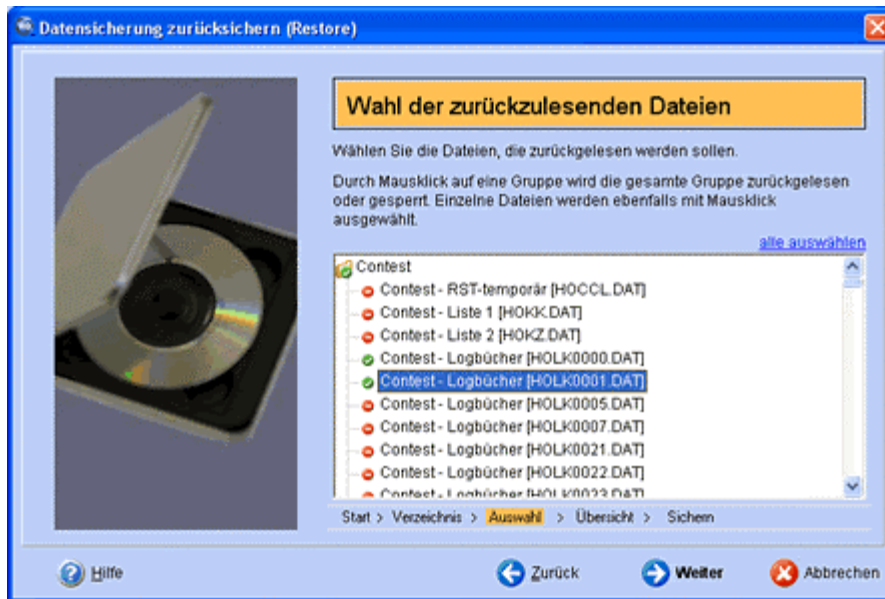 Datensicherung zurücksichern (Restore)
Wahl der zurückzulesenden Dateien
Wählen Sie die Dateien, die zurückgelesen werden sollen.
Durch Mausklick auf eine Gruppe wird die gesamte Gruppe zurückgelesen
oder gesperrt. Einzelne Dateien werden ebenfalls mit Mausklick
ausgewählt.
alle auswählen
Contest
Contest - RST-temporär [HOCCL.DAT]
Contest - Liste 1 [HOKK.DAT]
Contest - Liste 2 [HOKZ.DAT]
Contest - Logbücher [HOLK0000.DAT]
Contest - Logbücher [HOLK0001.DAT]
Contest - Logbücher [HOLK0005.DAT]
Contest - Logbücher [HOLK0007.DAT]
Contest - Logbücher [HOLK0021.DAT]
Contest - Logbücher [HOLK0022.DAT]
Contest - Logbücher [HOLK0023.DAT]
Start > Verzeichnis > Auswahl > Übersicht > Sichern
Hilfe Zurück Weiter Abbrechen